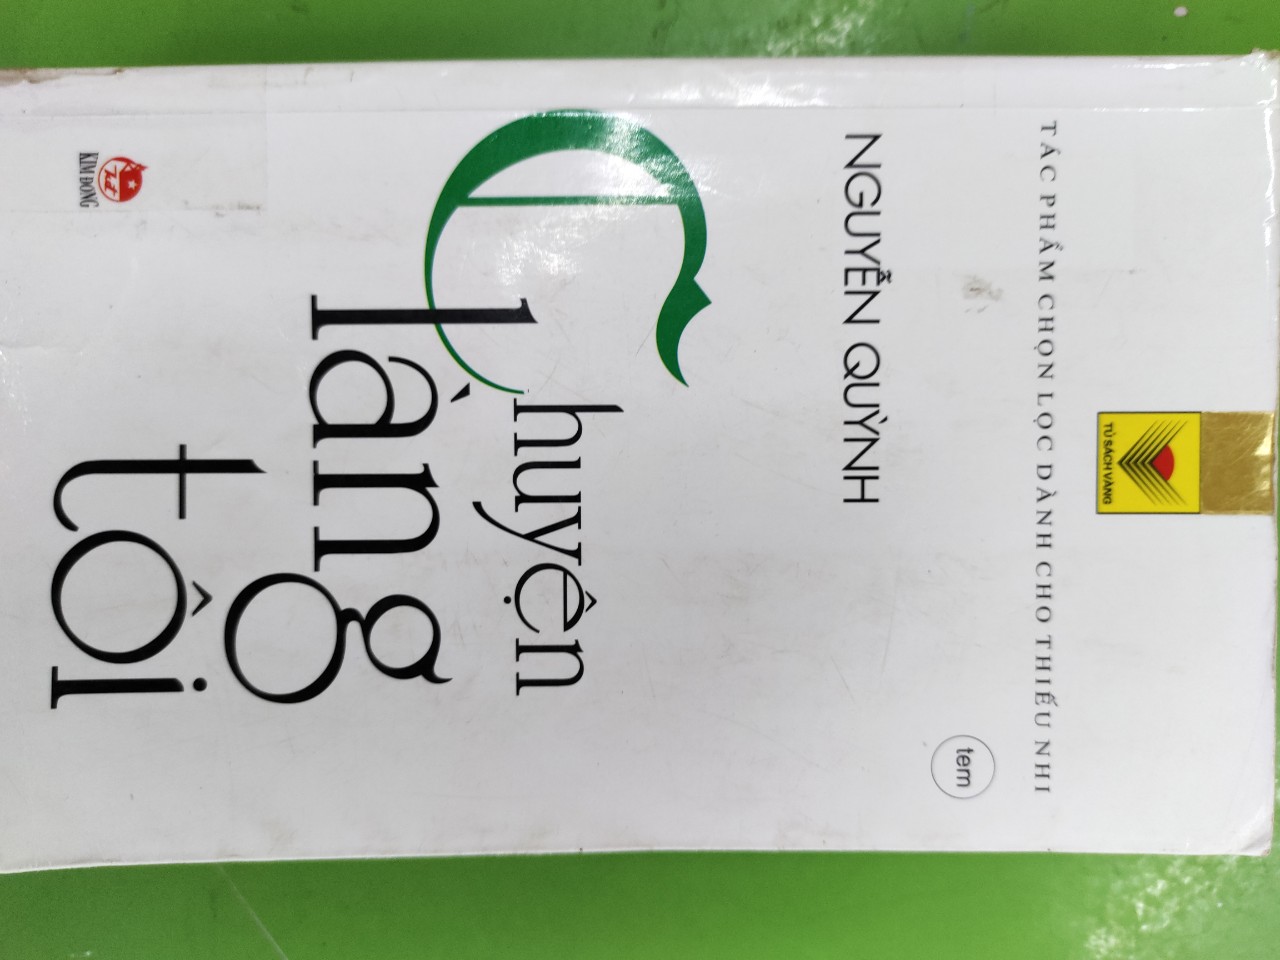 TỦ SÁCH VÀNG
TÁC PHẨM CHỌN LỌC DÀNH CHO THIẾU NHI
tem
NGUYỄN QUỲNH
Chuyện
làng
tôi
KIM ĐỒNG